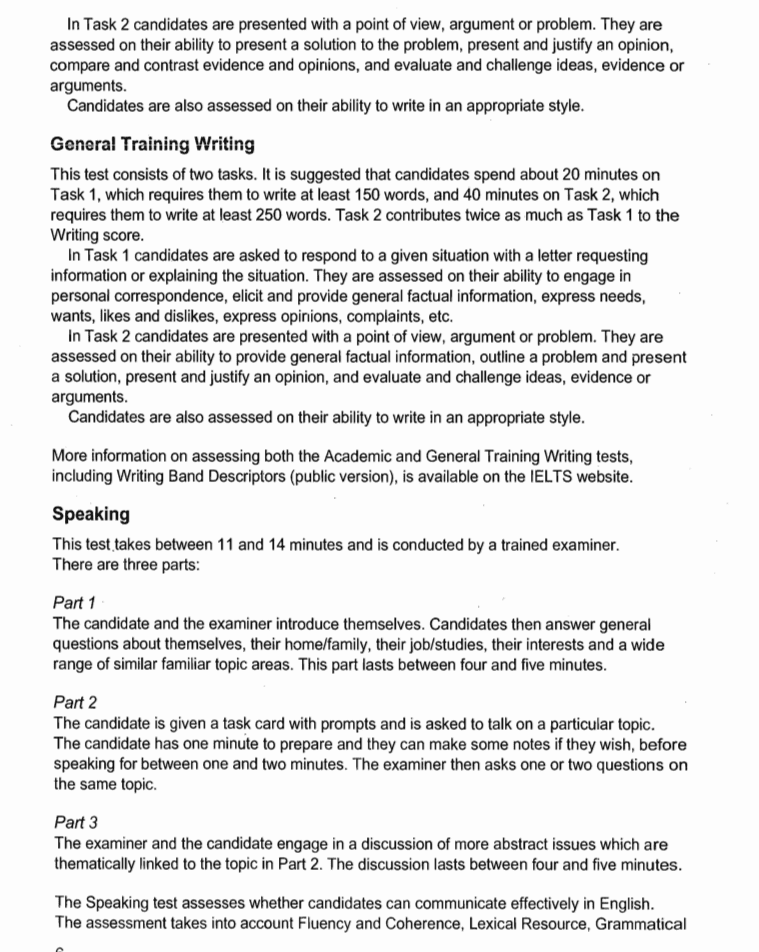 In Task 2 candidates are presented with a point of view, argument or problem. They are
assessed on their ability to present a solution to the problem, present and justify an opinion,
compare and contrast evidence and opinions, and evaluate and challenge ideas, evidence or
arguments.
Candidates are also assessed on their ability to write in an appropriate style.
General Training Writing
This test consists of two tasks. It is suggested that candidates spend about 20 minutes on
Task 1, which requires them to write at least 150 words, and 40 minutes on Task 2, which
requires them to write at least 250 words. Task 2 contributes twice as much as Task 1 to the
Writing score.
In Task 1 candidates are asked to respond to a given situation with a letter requesting
information or explaining the situation. They are assessed on their ability to engage in
personal correspondence, elicit and provide general factual information, express needs,
wants, likes and dislikes, express opinions, complaints, etc.
In Task 2 candidates are presented with a point of view, argument or problem. They are
assessed on their ability to provide general factual information, outline a problem and present
a solution, present and justify an opinion, and evaluate and challenge ideas, evidence or
arguments.
Candidates are also assessed on their ability to write in an appropriate style.
More information on assessing both the Academic and General Training Writing tests,
including Writing Band Descriptors (public version), is available on the IELTS website.
Speaking
This test takes between 11 and 14 minutes and is conducted by a trained examiner.
There are three parts:
Part 1
The candidate and the examiner introduce themselves. Candidates then answer general
questions about themselves, their home/family, their job/studies, their interests and a wide
range of similar familiar topic areas. This part lasts between four and five minutes.
Part 2
The candidate is given a task card with prompts and is asked to talk on a particular topic.
The candidate has one minute to prepare and they can make some notes if they wish, before
speaking for between one and two minutes. The examiner then asks one or two questions on
the same topic.
Part 3
The examiner and the candidate engage in a discussion of more abstract issues which are
thematically linked to the topic in Part 2. The discussion lasts between four and five minutes.
The Speaking test assesses whether candidates can communicate effectively in English.
The assessment takes into account Fluency and Coherence, Lexical Resource, Grammatical